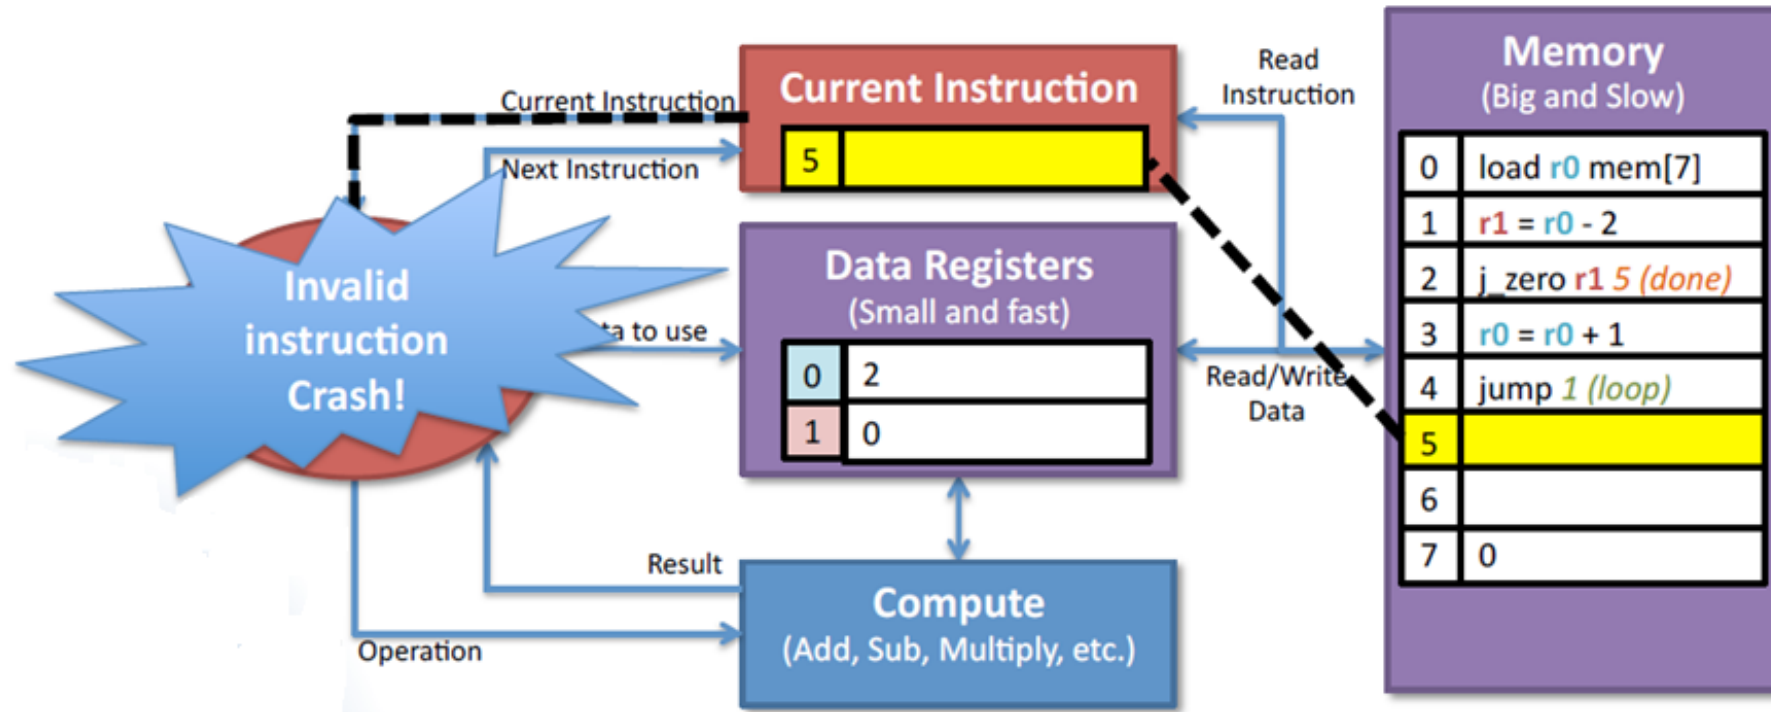 Current Instruction
Next Instruction
Invalid
instruction
Crash!
to use
Result
Operation
Current Instruction
5
Data Registers
(Small and fast)
0 2
1 0
Compute
(Add, Sub, Multiply, etc.)
Read
Instruction
Read/Write
Data
Memory
(Big and Slow)
0 load r0 mem[7]
1 r1 = r0 - 2
2 j_zero r1 5 (done)
3 r0 = r0 + 1
4 jump 1 (loop)
5
6
7 0